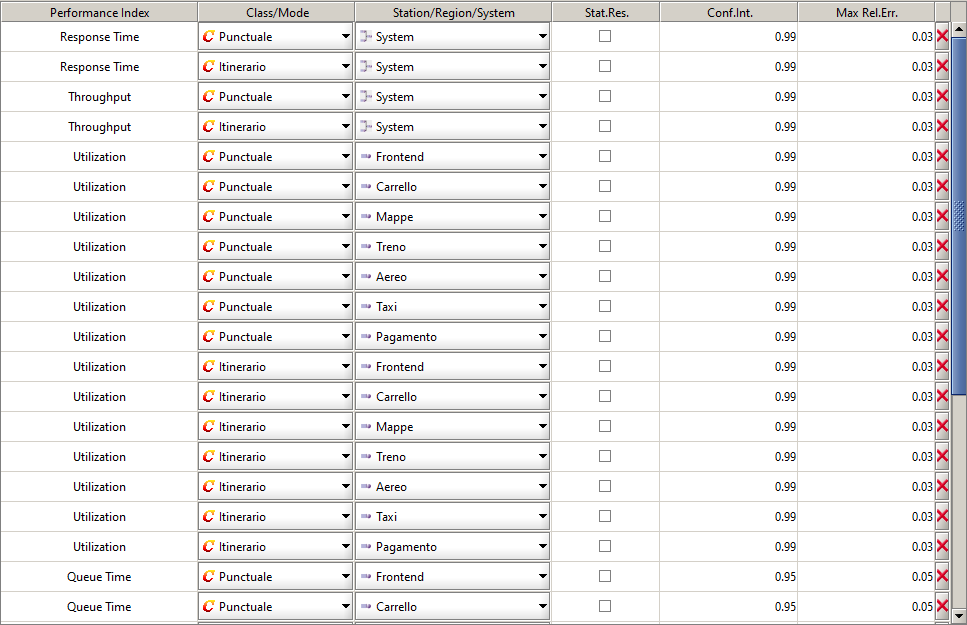 Performance Index Class/Mode Station/Region/System Stat.Res. Conf.Int. Max Rel.Err.
Response Time C Punctuale System 0.99 0.03
Response Time C Itinerario System 0.99 0.03
Throughput C Punctuale System 0.99 0.03
Throughput C Itinerario System 0.99 0.03
Utilization C Punctuale Frontend 0.99 0.03
Utilization C Punctuale Carrello 0.99 0.03
Utilization C Punctuale Mappe 0.99 0.03
Utilization C Punctuale Treno 0.99 0.03
Utilization C Punctuale Aereo 0.99 0.03
Utilization C Punctuale Taxi 0.99 0.03
Utilization C Punctuale Pagamento 0.99 0.03
Utilization C Itinerario Frontend 0.99 0.03
Utilization C Itinerario Carrello 0.99 0.03
Utilization C Itinerario Mappe 0.99 0.03
Utilization C Itinerario Treno 0.99 0.03
Utilization C Itinerario Aereo 0.99 0.03
Utilization C Itinerario Taxi 0.99 0.03
Utilization C Itinerario Pagamento 0.99 0.03
Queue Time C Punctuale Frontend 0.95 0.05
Queue Time C Punctuale Carrello 0.95 0.05